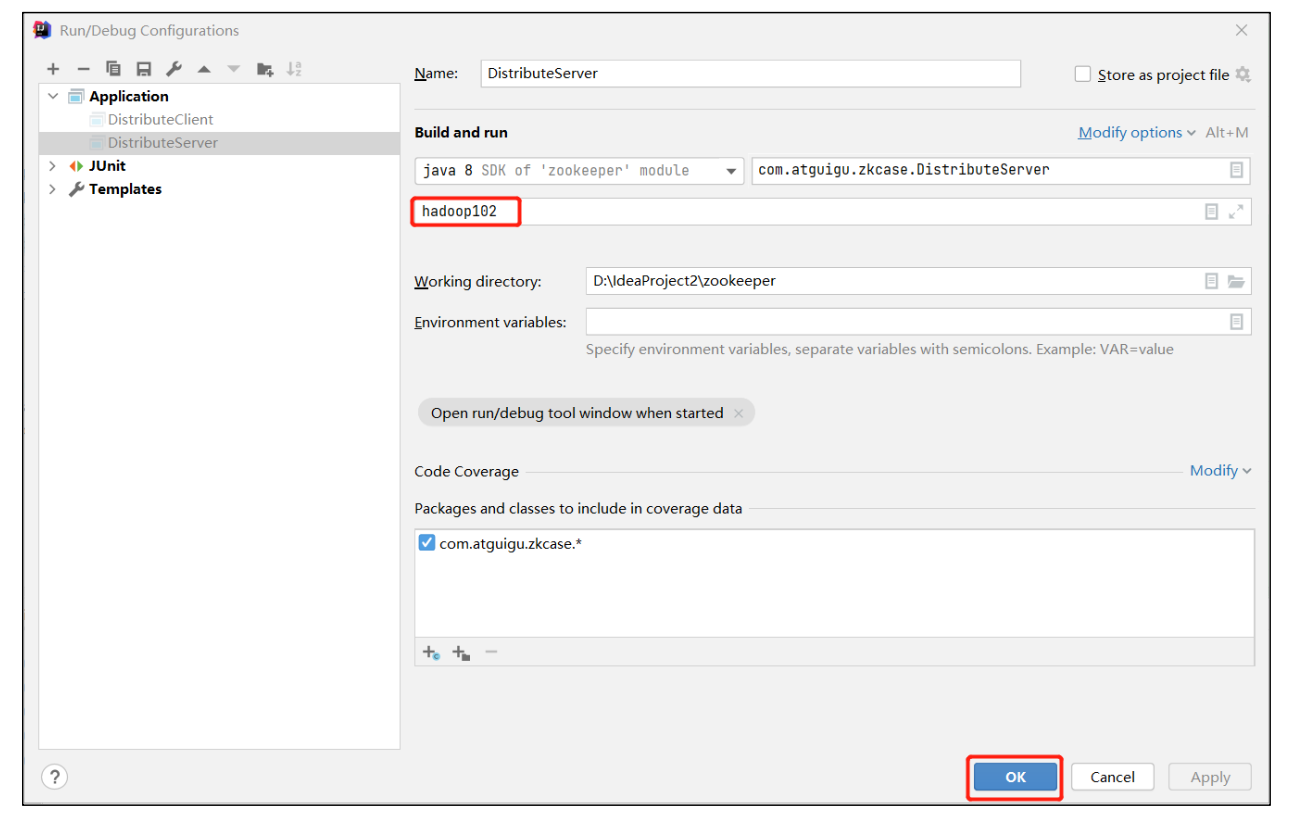 Run/Debug Configurations
Name: DistributeServer Store as project file
Application
DistributeClient
DistributeServer
JUnit
Templates
Build and run Modify options Alt+M
java 8 SDK of 'zookeeper' module com.atguigu.zkcase.DistributeServer
hadoop102
Working directory: D:\IdeaProject2\zookeeper
Environment variables:
Specify environment variables, separate variables with semicolons. Example: VAR=value
Open run/debug tool window when started
Code Coverage Modify
Packages and classes to include in coverage data
com.atguigu.zkcase.*
? OK Cancel Apply